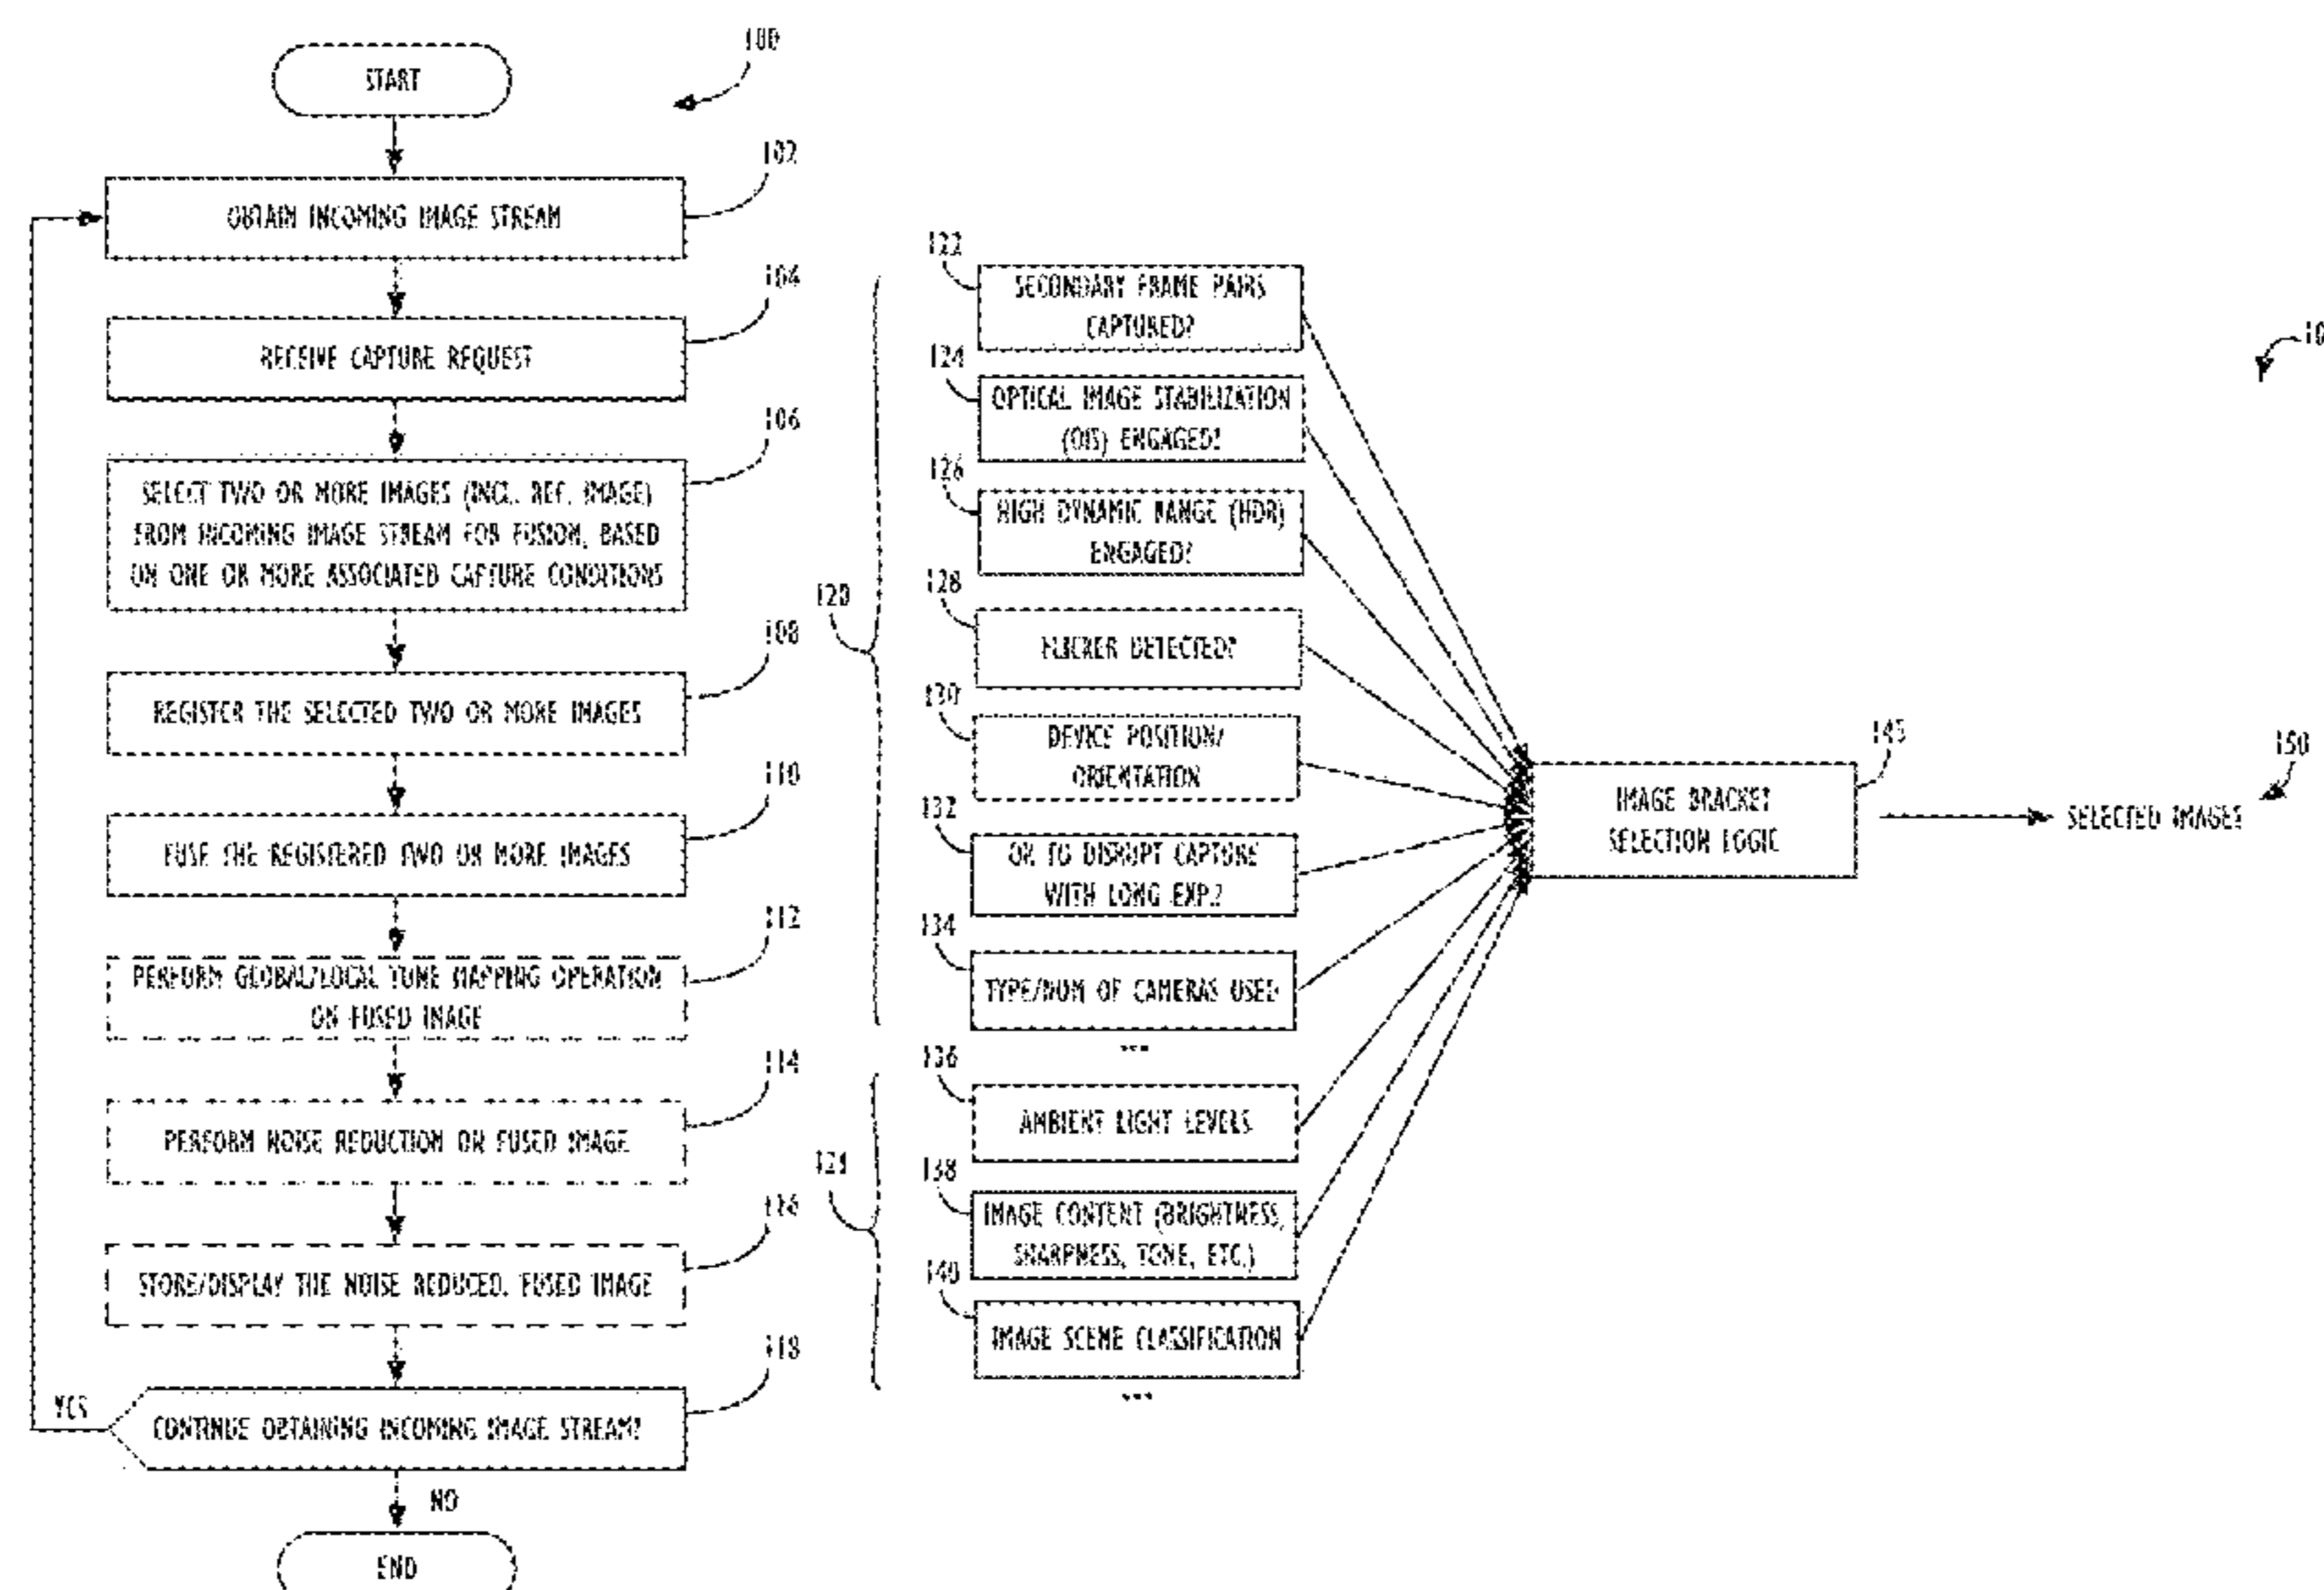 100
START
102
OBTAIN INCOMING IMAGE STREAM
104
RECEIVE CAPTURE REQUEST
106
SELECT TWO OR MORE IMAGES (INCL. REF. IMAGE)
FROM INCOMING IMAGE STREAM FOR FUSION, BASED
ON ONE OR MORE ASSOCIATED CAPTURE CONDITIONS
108
REGISTER THE SELECTED TWO OR MORE IMAGES
110
FUSE THE REGISTERED TWO OR MORE IMAGES
112
PERFORM GLOBAL/LOCAL TONE MAPPING OPERATION
ON FUSED IMAGE
114
PERFORM NOISE REDUCTION ON FUSED IMAGE
116
STORE/DISPLAY THE NOISE REDUCED, FUSED IMAGE
118
CONTINUE OBTAINING INCOMING IMAGE STREAM?
YES
NO
END
120
122
SECONDARY FRAME PAIRS
CAPTURED?
124
OPTICAL IMAGE STABILIZATION
(OIS) ENGAGED?
126
HIGH DYNAMIC RANGE (HDR)
ENGAGED?
128
FLICKER DETECTED?
130
DEVICE POSITION/
ORIENTATION
132
OK TO DISRUPT CAPTURE
WITH LONG EXP.?
134
TYPE/NUM OF CAMERAS USED
...
121
136
AMBIENT LIGHT LEVELS
138
IMAGE CONTENT (BRIGHTNESS,
SHARPNESS, TONE, ETC.)
140
IMAGE SCENE CLASSIFICATION
...
145
IMAGE BRACKET
SELECTION LOGIC
150
SELECTED IMAGES
10